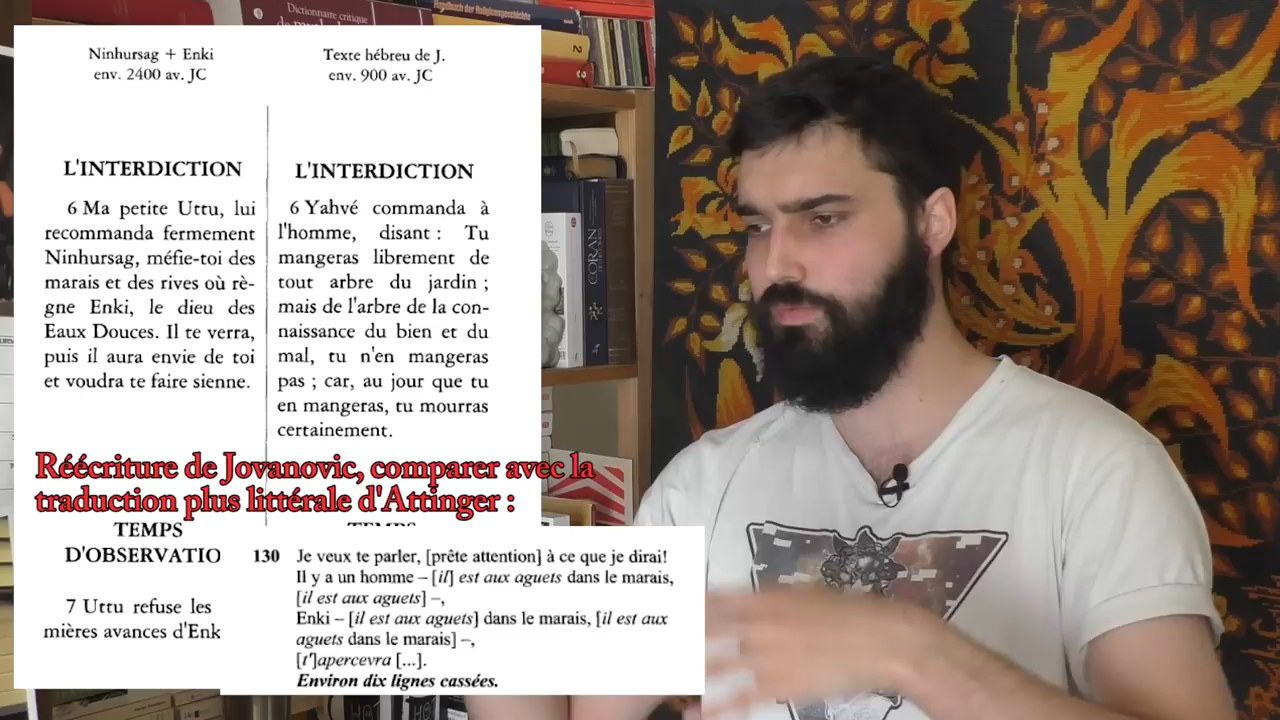 Dictionnaire critique
Handbuch der Religionsgeschichte
2
CORAN
Ninhursag + Enki
env. 2400 av. JC
Texte hébreu de J.
env. 900 av. JC
L'INTERDICTION
6 Ma petite Uttu, lui
recommanda fermement
Ninhursag, méfie-toi des
marais et des rives où rè-
gne Enki, le dieu des
Eaux Douces. Il te verra,
puis il aura envie de toi
et voudra te faire sienne.
L'INTERDICTION
6 Yahvé commanda à
l'homme, disant : Tu
mangeras librement de
tout arbre du jardin ;
mais de l'arbre de la con-
naissance du bien et du
mal, tu n'en mangeras
pas ; car, au jour que tu
en mangeras, tu mourras
certainement.
Réécriture de Jovanovic, comparer avec la
traduction plus littérale d'Attinger :
TEMPS
D'OBSERVATIO
7 Uttu refuse les
mières avances d'Enk
TEMPS
130 Je veux te parler, [prête attention] à ce que je dirai!
Il y a un homme – [il] est aux aguets dans le marais,
[il est aux aguets] –,
Enki – [il est aux aguets] dans le marais, [il est aux
aguets dans le marais] –,
[t']apercevra [...].
Environ dix lignes cassées.